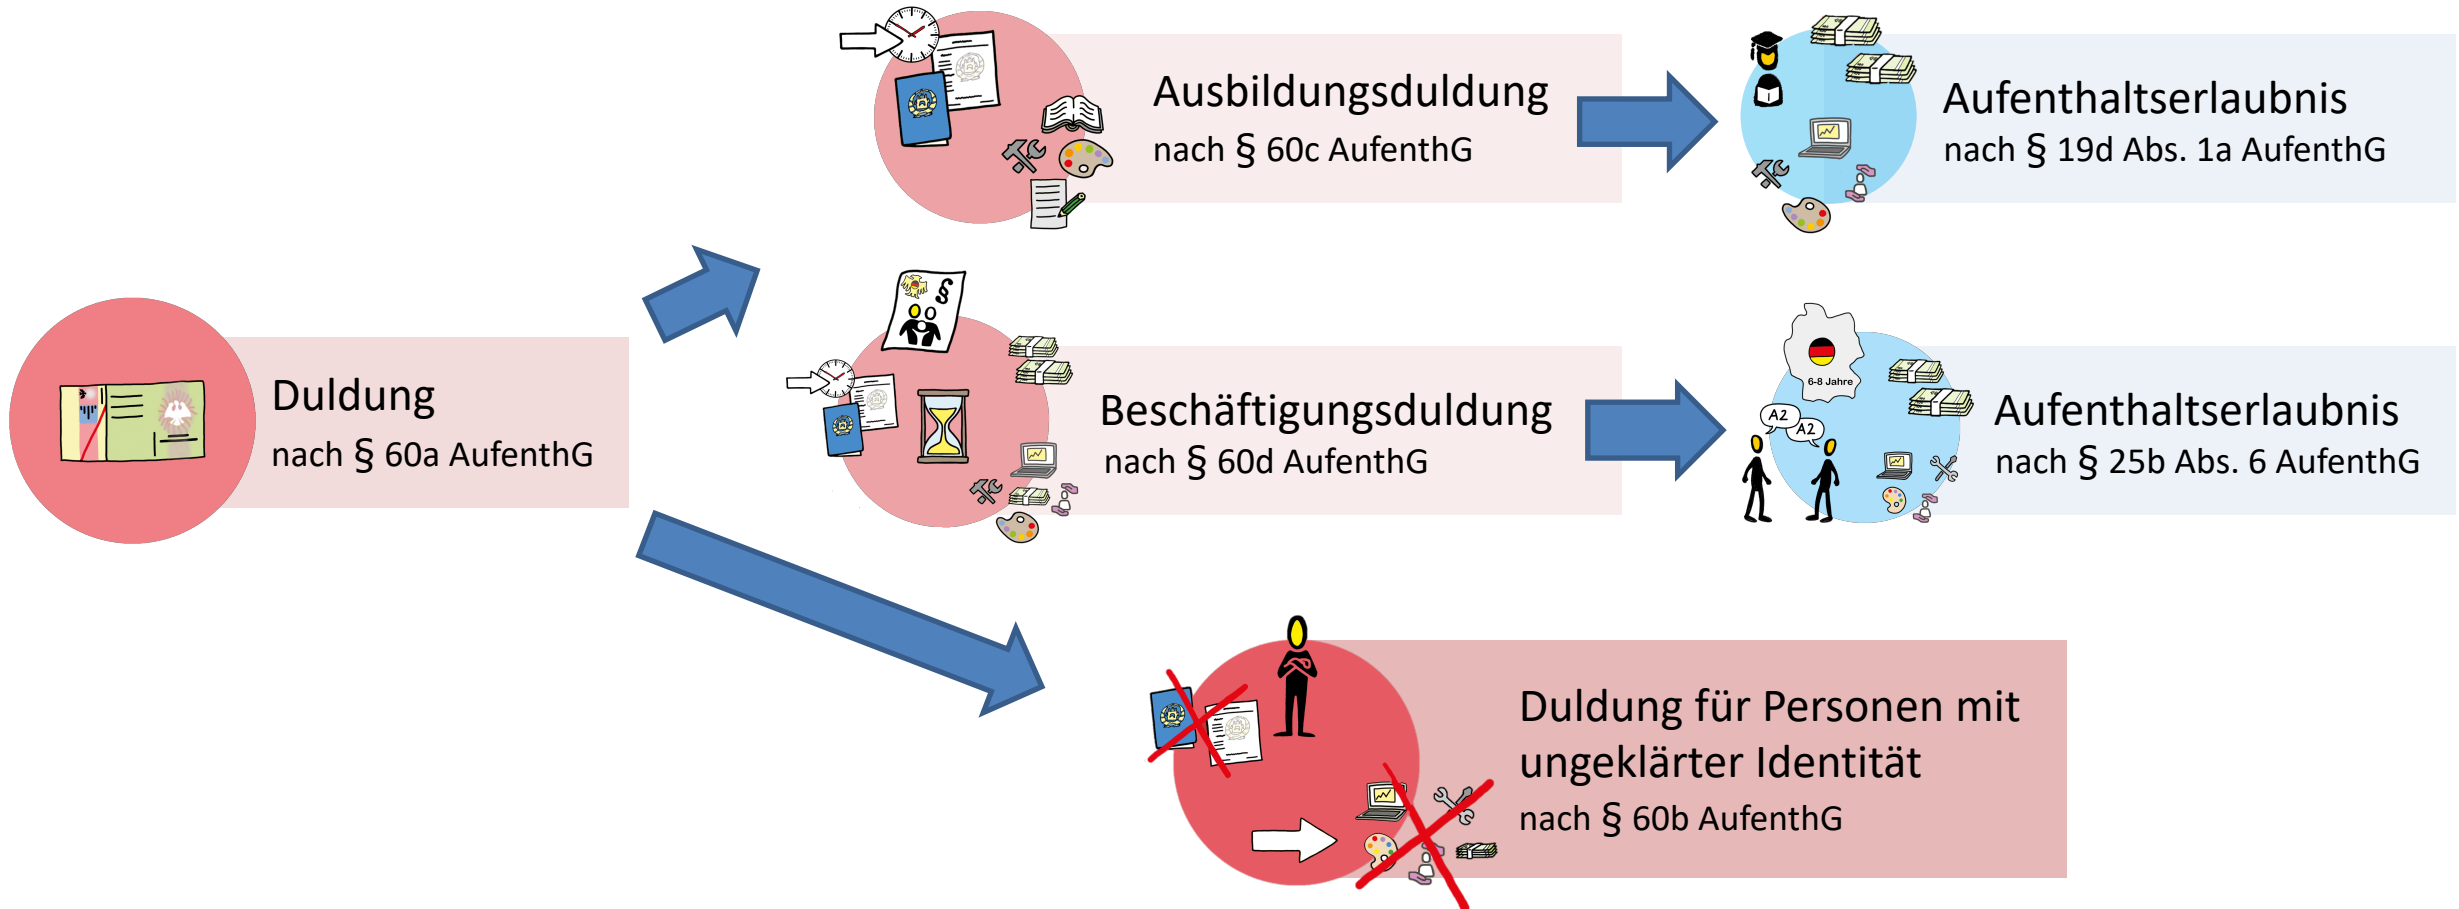 Ausbildungsduldung
nach § 60c AufenthG
Aufenthaltserlaubnis
nach § 19d Abs. 1a AufenthG
Duldung
nach § 60a AufenthG
§
Beschäftigungsduldung
nach § 60d AufenthG
6-8 Jahre
A2
A2
Aufenthaltserlaubnis
nach § 25b Abs. 6 AufenthG
Duldung für Personen mit
ungeklärter Identität
nach § 60b AufenthG